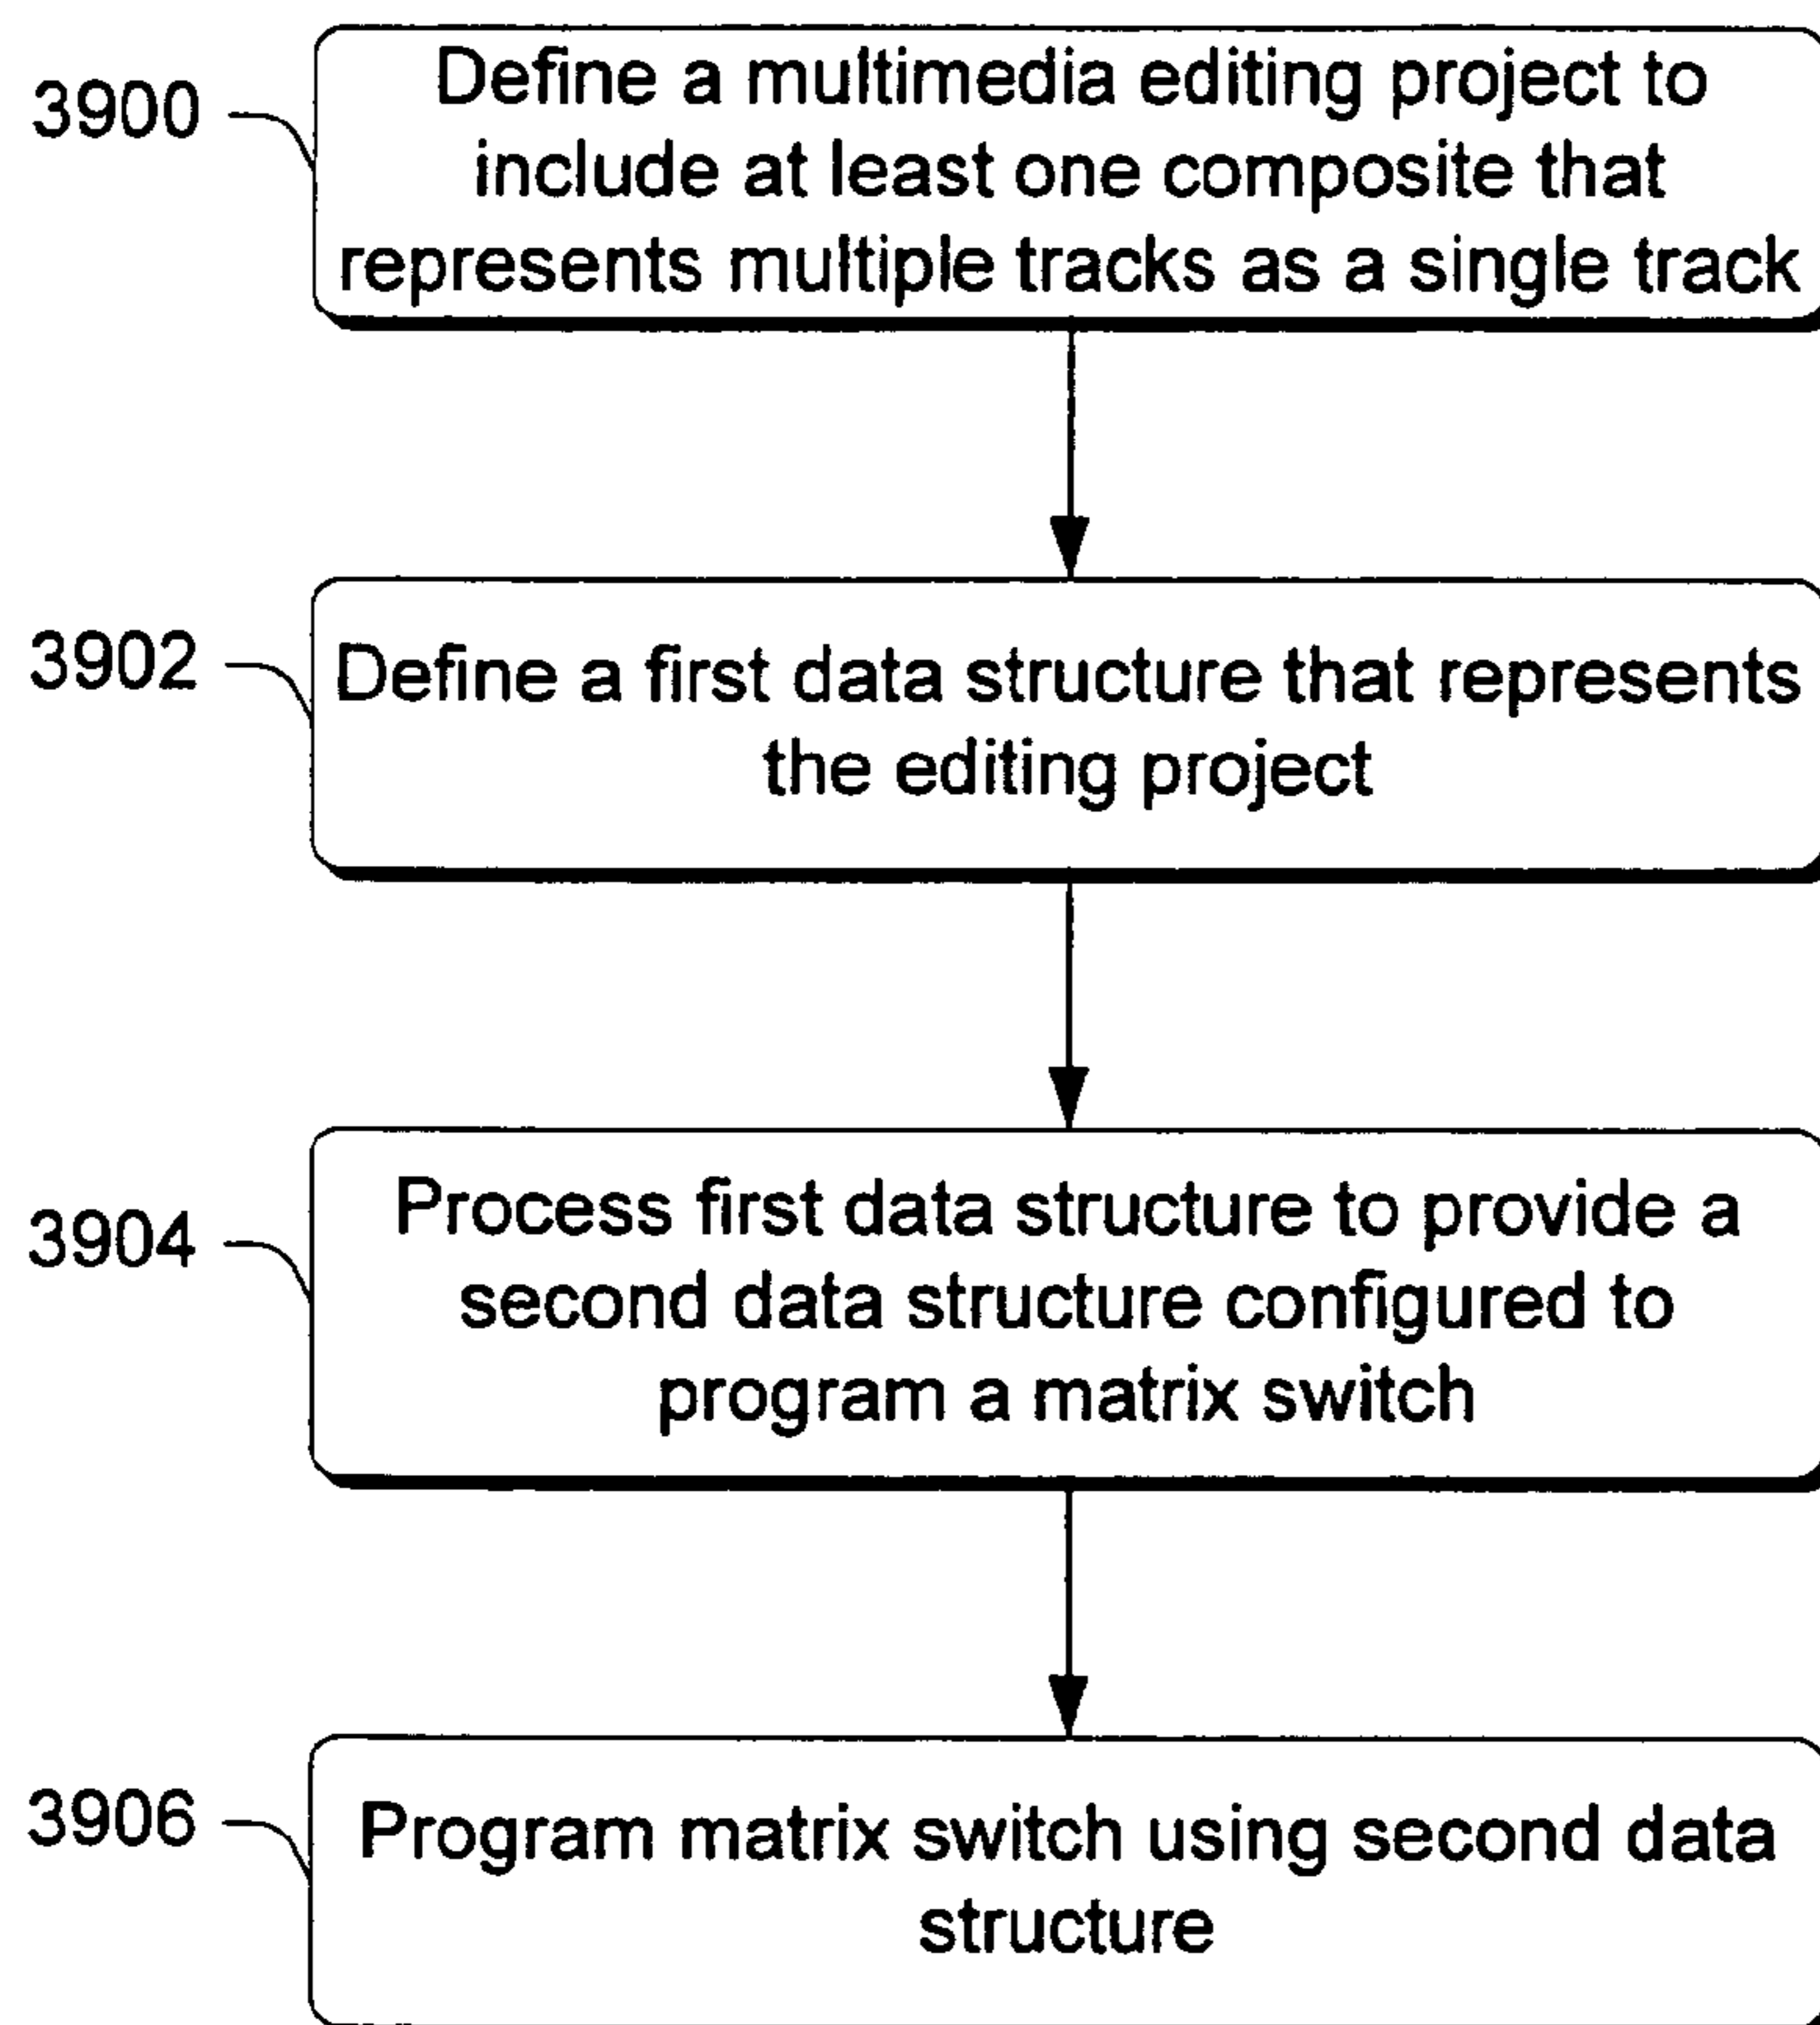 3900
Define a multimedia editing project to
include at least one composite that
represents multiple tracks as a single track
3902
Define a first data structure that represents
the editing project
3904
Process first data structure to provide a
second data structure configured to
program a matrix switch
3906
Program matrix switch using second data
structure